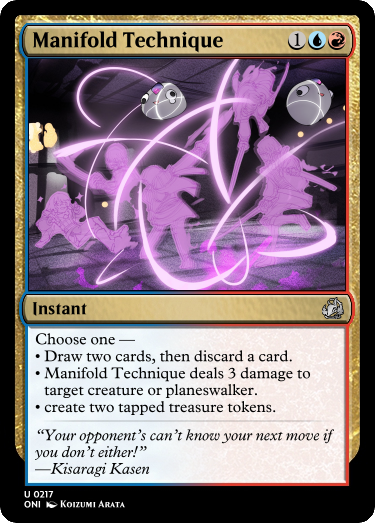 Manifold Technique 1
Instant
Choose one —
• Draw two cards, then discard a card.
• Manifold Technique deals 3 damage to
target creature or planeswalker.
• create two tapped treasure tokens.
“Your opponent’s can’t know your next move if
you don’t either!”
—Kisaragi Kasen
U 0217
ONI KOIZUMI ARATA